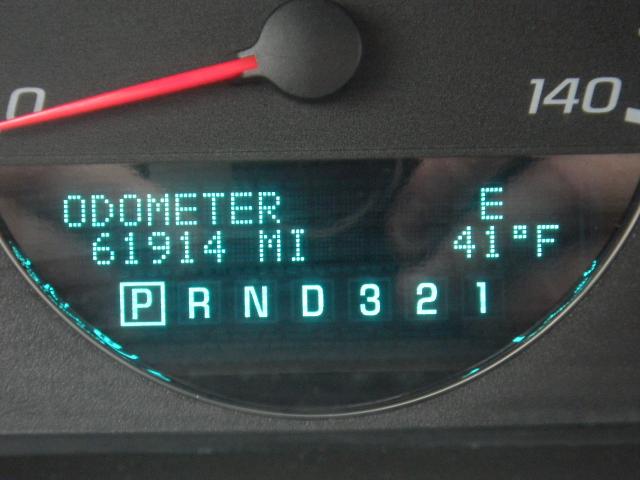 0 140
ODOMETER E
61914 MI 41°F
P R N D 3 2 1